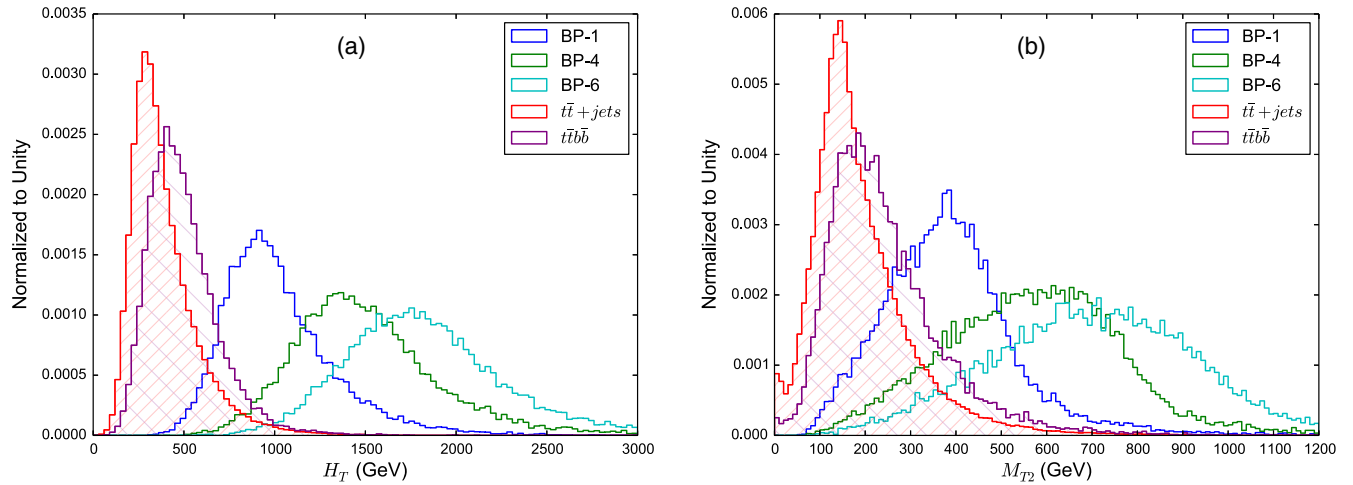 (a)
BP-1
BP-4
BP-6
tt̄ + jets
tt̄bb̄
Normalized to Unity
0.0035
0.0030
0.0025
0.0020
0.0015
0.0010
0.0005
0.0000
0 500 1000 1500 2000 2500 3000
H_T (GeV)
(b)
BP-1
BP-4
BP-6
tt̄ + jets
tt̄bb̄
Normalized to Unity
0.006
0.005
0.004
0.003
0.002
0.001
0.000
0 100 200 300 400 500 600 700 800 900 1000 1100 1200
M_{T2} (GeV)